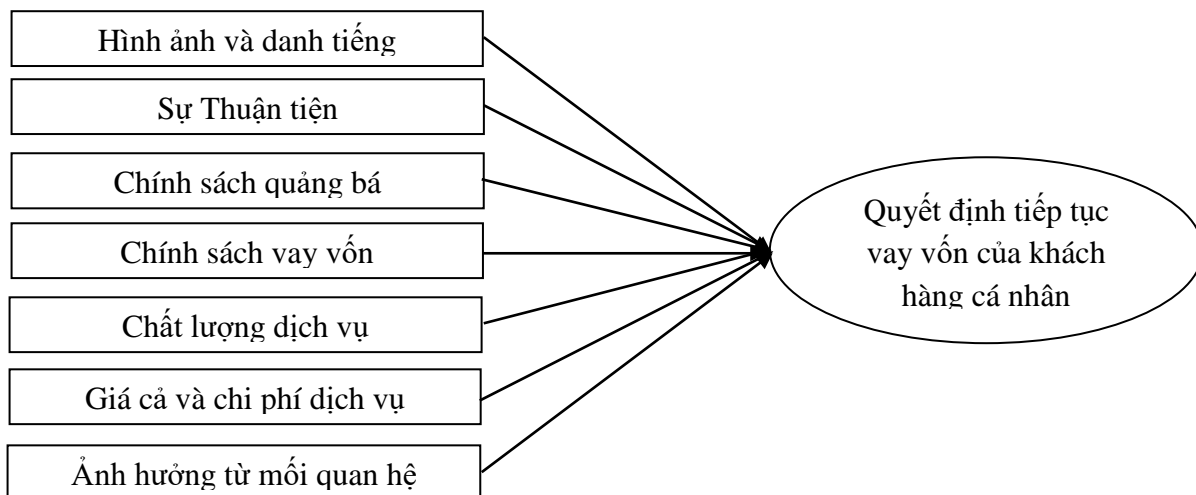 Hình ảnh và danh tiếng
Sự Thuận tiện
Chính sách quảng bá
Chính sách vay vốn
Chất lượng dịch vụ
Giá cả và chi phí dịch vụ
Ảnh hưởng từ mối quan hệ
Quyết định tiếp tục
vay vốn của khách
hàng cá nhân